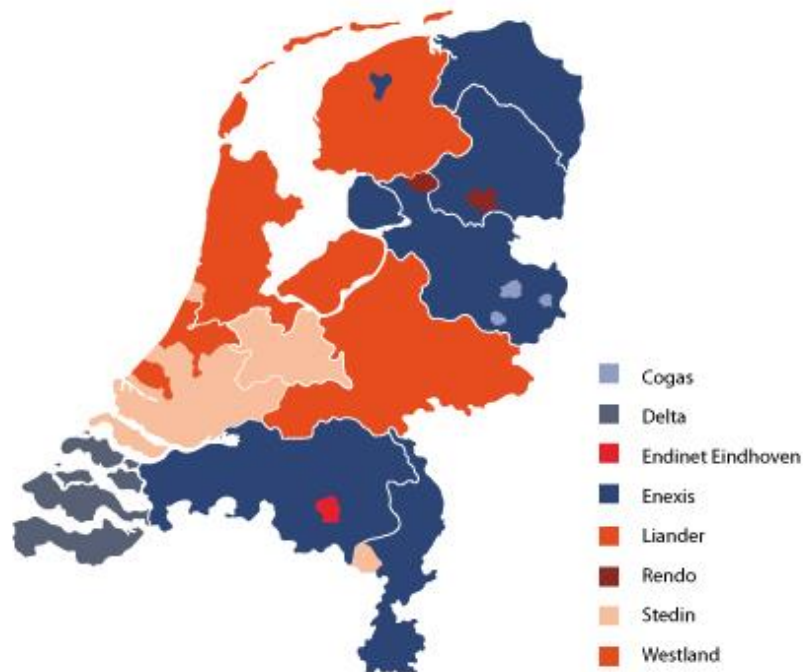 Cogas
Delta
Endinet Eindhoven
Enexis
Liander
Rendo
Stedin
Westland